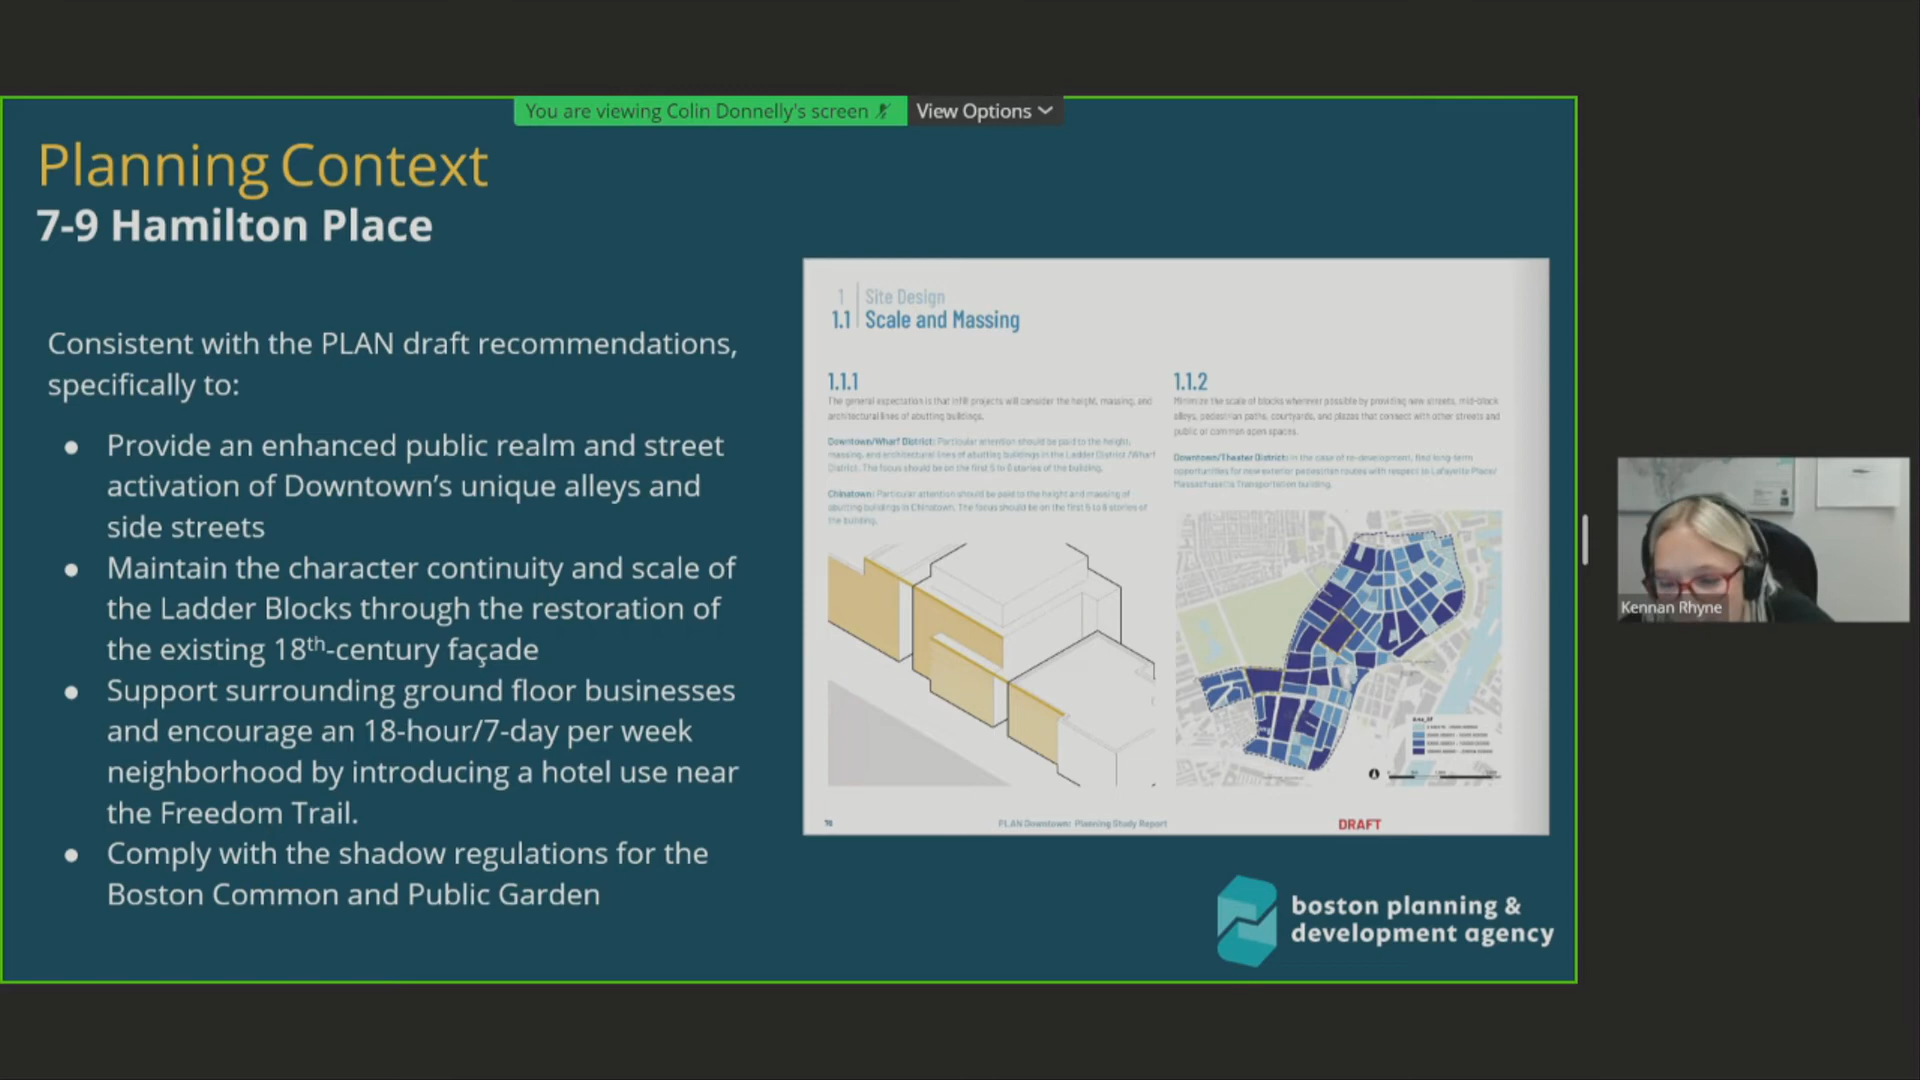 You are viewing Colin Donnelly's screen
View Options
Planning Context
7-9 Hamilton Place
Consistent with the PLAN draft recommendations,
specifically to:
● Provide an enhanced public realm and street
activation of Downtown’s unique alleys and
side streets
● Maintain the character continuity and scale of
the Ladder Blocks through the restoration of
the existing 18th-century façade
● Support surrounding ground floor businesses
and encourage an 18-hour/7-day per week
neighborhood by introducing a hotel use near
the Freedom Trail.
● Comply with the shadow regulations for the
Boston Common and Public Garden
1 Site Design
1.1 Scale and Massing
1.1.1
The general expectation is that infill projects will consider the height, massing, and
architectural lines of abutting buildings.
Downtown/Wharf District: Particular attention should be paid to the height,
massing, and architectural lines of abutting buildings in the Ladder District /Wharf
District. The focus should be on the first 5 to 6 stories of the building.
Chinatown: Particular attention should be paid to the height and massing of
abutting buildings in Chinatown. The focus should be on the first 5 to 6 stories of
the building.
1.1.2
Minimize the scale of blocks wherever possible by providing new streets, mid-block
alleys, pedestrian paths, courtyards, and plazas that connect with other streets and
public or common open spaces.
Downtown/Theater District: In the case of re-development, find long-term
opportunities for new exterior pedestrian routes with respect to Lafayette Place/
Massachusetts Transportation building.
PLAN Downtown: Planning Study Report
DRAFT
boston planning &
development agency
Kennan Rhyne